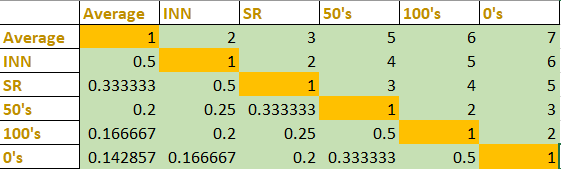 Average INN SR 50's 100's 0's
Average 1 2 3 5 6 7
INN 0.5 1 2 4 5 6
SR 0.333333 0.5 1 3 4 5
50's 0.2 0.25 0.333333 1 2 3
100's 0.166667 0.2 0.25 0.5 1 2
0's 0.142857 0.166667 0.2 0.333333 0.5 1